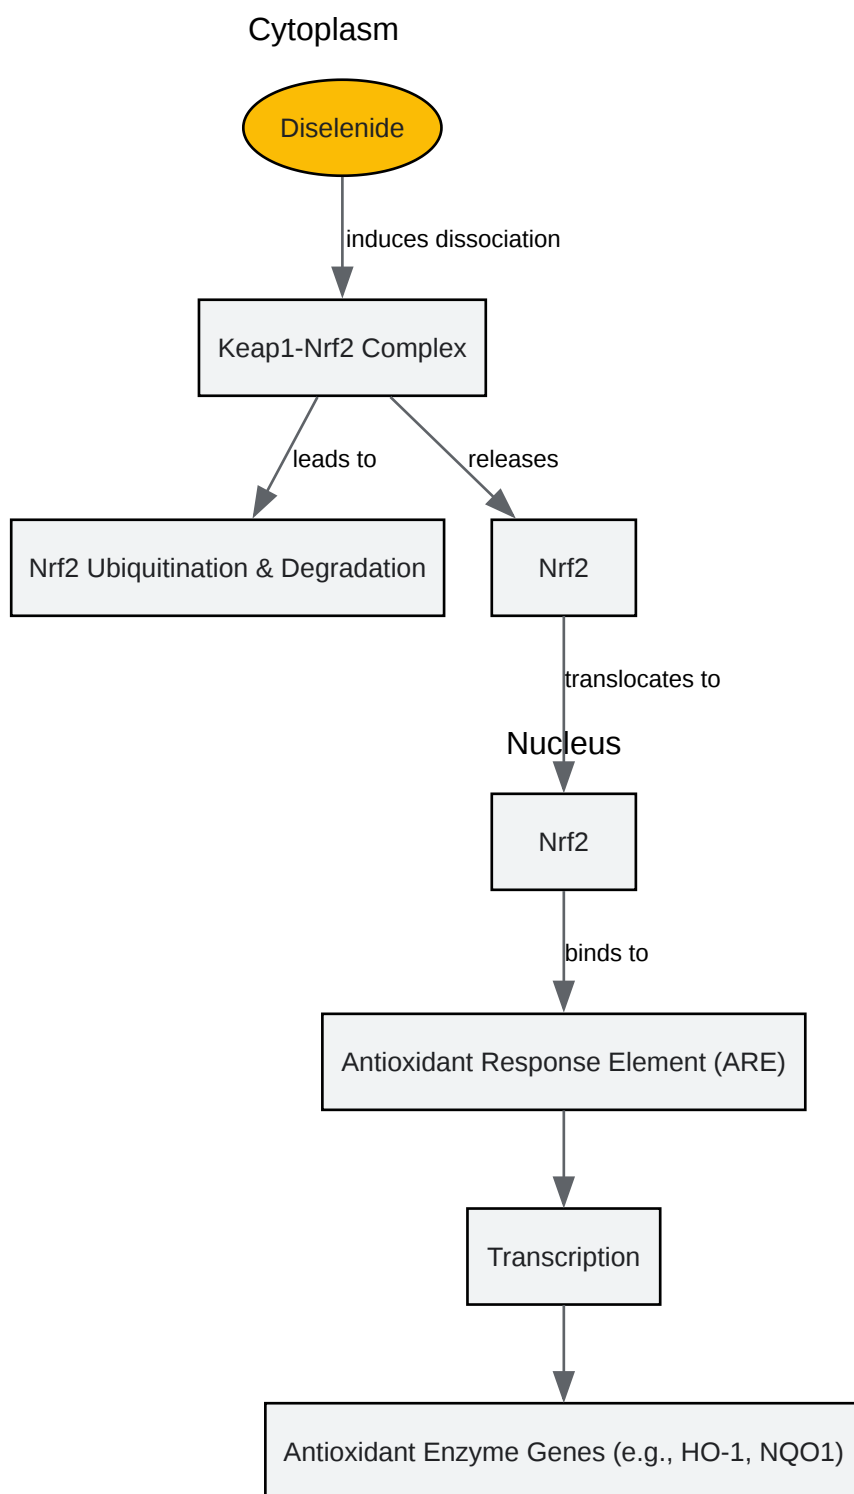 Cytoplasm
Diselenide
induces dissociation
Keap1-Nrf2 Complex
leads to
releases
Nrf2 Ubiquitination & Degradation
Nrf2
translocates to
Nucleus
Nrf2
binds to
Antioxidant Response Element (ARE)
Transcription
Antioxidant Enzyme Genes (e.g., HO-1, NQO1)